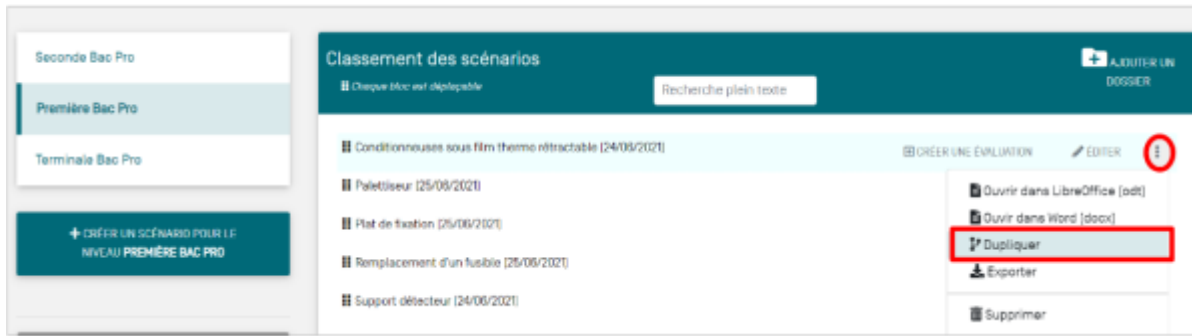 Seconde Bac Pro
Première Bac Pro
Terminale Bac Pro
+ CRÉER UN SCÉNARIO POUR LE
NIVEAU PREMIÈRE BAC PRO
Classement des scénarios
Chaque bloc est déplaçable
Recherche plein texte
AJOUTER UN
DOSSIER
Conditionneuses sous film thermo rétractable (24/06/2021)
CRÉER UNE ÉVALUATION
ÉDITER
Palettiseur (25/06/2021)
Plat de fixation (25/06/2021)
Remplacement d'un fusible (25/06/2021)
Support détecteur (24/06/2021)
Ouvrir dans LibreOffice (odt)
Ouvir dans Word (docx)
Dupliquer
Exporter
Supprimer